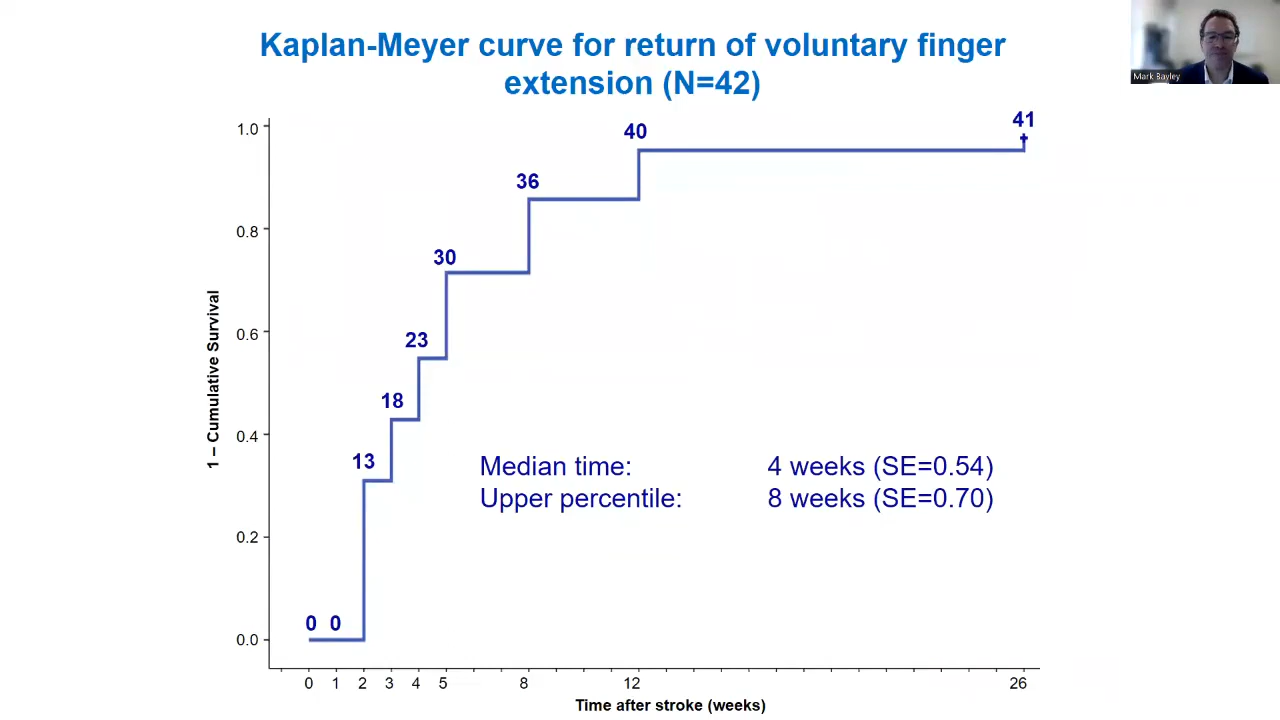 Kaplan-Meyer curve for return of voluntary finger
extension (N=42)
Mark Bayley
1 – Cumulative Survival
1.0
0.8
0.6
0.4
0.2
0.0
0 0
13
18
23
30
36
40
41
Median time: 4 weeks (SE=0.54)
Upper percentile: 8 weeks (SE=0.70)
0 1 2 3 4 5 8 12 26
Time after stroke (weeks)